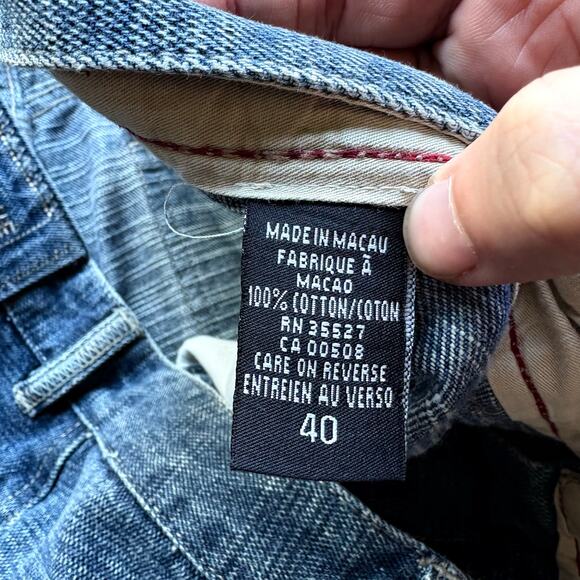 MADE IN MACAU
FABRIQUE Ā
MACAO
100% COTTON/COTON
RN 35527
CA 00508
CARE ON REVERSE
ENTREIEN AU VERSO
40